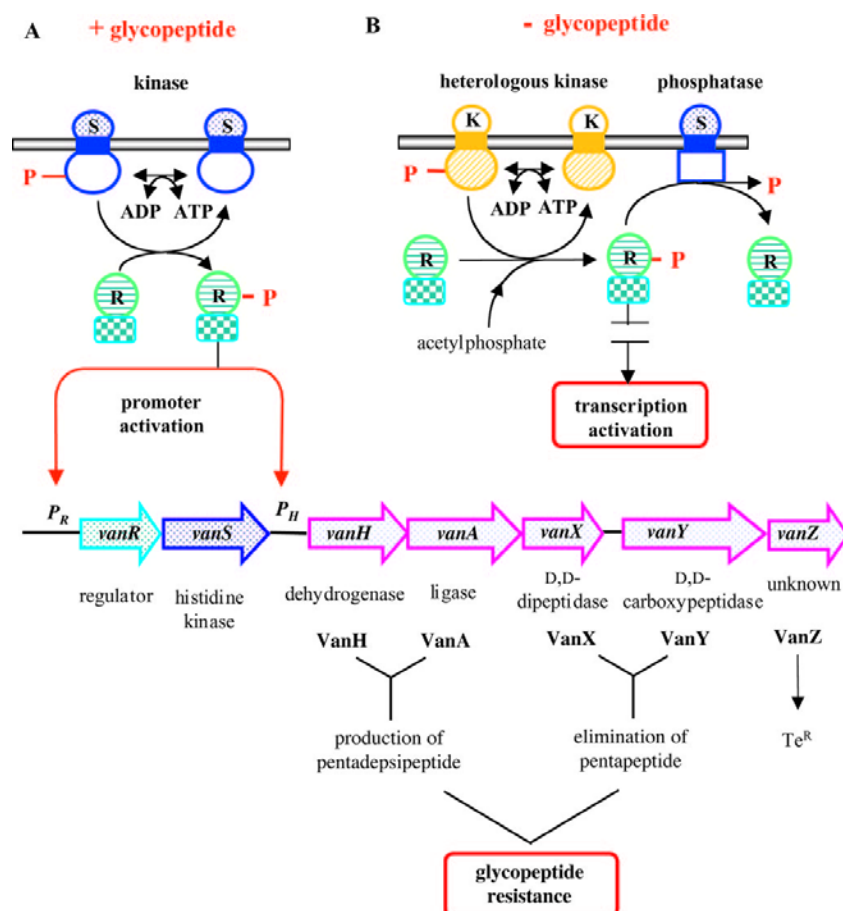 A
+ glycopeptide
kinase
S
S
P
ADP
ATP
R
R
P
promoter
activation
B
- glycopeptide
heterologous kinase
phosphatase
K
K
S
P
ADP
ATP
P
R
R
P
R
acetylphosphate
transcription
activation
P_R
vanR
vanS
P_H
vanH
vanA
vanX
vanY
vanZ
regulator
histidine
kinase
dehydrogenase
ligase
D,D-
dipeptidase
D,D-
carboxypeptidase
unknown
VanH
VanA
VanX
VanY
VanZ
production of
pentadepsipeptide
elimination of
pentapeptide
Te^R
glycopeptide
resistance